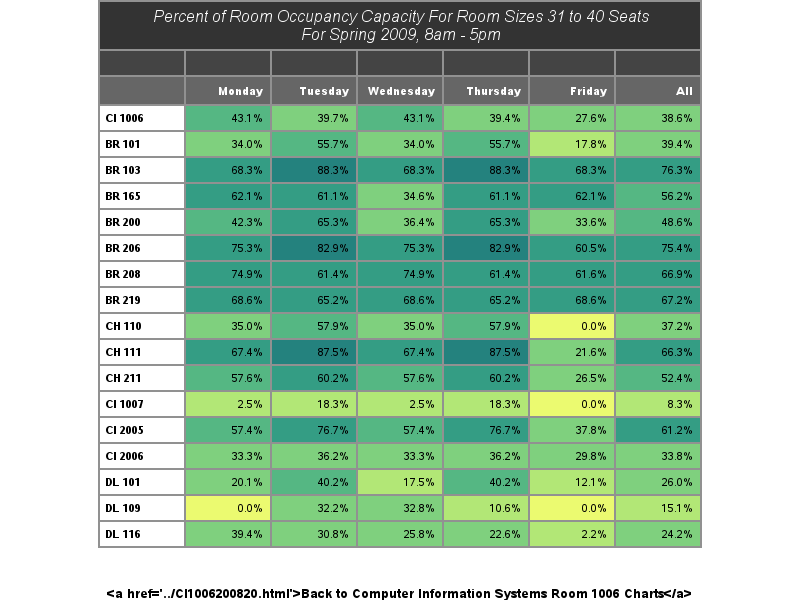 Percent of Room Occupancy Capacity For Room Sizes 31 to 40 Seats
For Spring 2009, 8am - 5pm
Monday Tuesday Wednesday Thursday Friday All
CI 1006 43.1% 39.7% 43.1% 39.4% 27.6% 38.6%
BR 101 34.0% 55.7% 34.0% 55.7% 17.8% 39.4%
BR 103 68.3% 88.3% 68.3% 88.3% 68.3% 76.3%
BR 165 62.1% 61.1% 34.6% 61.1% 62.1% 56.2%
BR 200 42.3% 65.3% 36.4% 65.3% 33.6% 48.6%
BR 206 75.3% 82.9% 75.3% 82.9% 60.5% 75.4%
BR 208 74.9% 61.4% 74.9% 61.4% 61.6% 66.9%
BR 219 68.6% 65.2% 68.6% 65.2% 68.6% 67.2%
CH 110 35.0% 57.9% 35.0% 57.9% 0.0% 37.2%
CH 111 67.4% 87.5% 67.4% 87.5% 21.6% 66.3%
CH 211 57.6% 60.2% 57.6% 60.2% 26.5% 52.4%
CI 1007 2.5% 18.3% 2.5% 18.3% 0.0% 8.3%
CI 2005 57.4% 76.7% 57.4% 76.7% 37.8% 61.2%
CI 2006 33.3% 36.2% 33.3% 36.2% 29.8% 33.8%
DL 101 20.1% 40.2% 17.5% 40.2% 12.1% 26.0%
DL 109 0.0% 32.2% 32.8% 10.6% 0.0% 15.1%
DL 116 39.4% 30.8% 25.8% 22.6% 2.2% 24.2%
<a href='../CI1006200820.html'>Back to Computer Information Systems Room 1006 Charts</a>